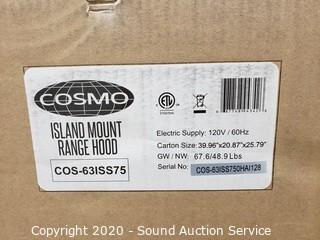 COSMO
ISLAND MOUNT
RANGE HOOD
COS-63ISS75
Electric Supply: 120V / 60Hz
Carton Size: 39.96"x20.87"x25.79"
GW / NW: 67.6/48.9 Lbs
Serial No: COS-63ISS750HAI128
Copyright - 2020 - Sound Auction Service